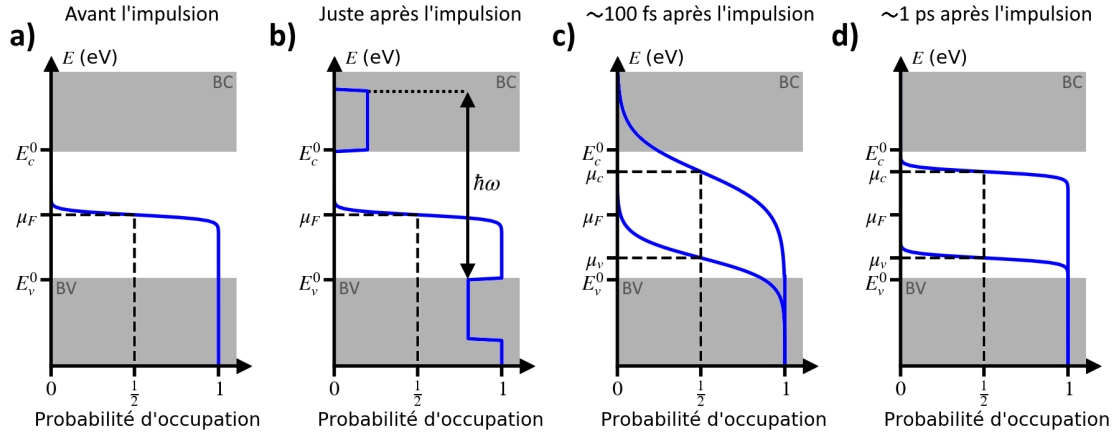 Avant l'impulsion
Juste après l'impulsion
~100 fs après l'impulsion
~1 ps après l'impulsion
a)
E (eV)
BC
E_c^0
μ_F
E_v^0
BV
0
1/2
1
Probabilité d'occupation
b)
E (eV)
BC
E_c^0
ħω
μ_F
E_v^0
BV
0
1/2
1
Probabilité d'occupation
c)
E (eV)
BC
E_c^0
μ_c
μ_F
μ_v
E_v^0
BV
0
1/2
1
Probabilité d'occupation
d)
E (eV)
BC
E_c^0
μ_c
μ_F
μ_v
E_v^0
BV
0
1/2
1
Probabilité d'occupation